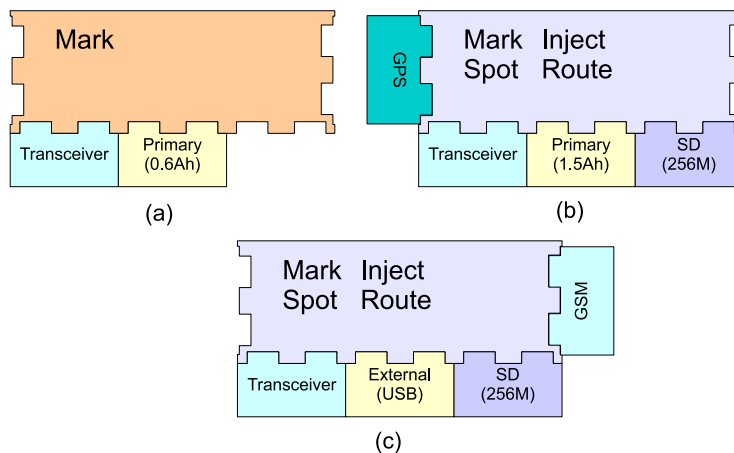 Mark
Transceiver
Primary
(0.6Ah)
(a)
GPS
Mark Inject
Spot Route
Transceiver
Primary
(1.5Ah)
SD
(256M)
(b)
Mark Inject
Spot Route
GSM
Transceiver
External
(USB)
SD
(256M)
(c)